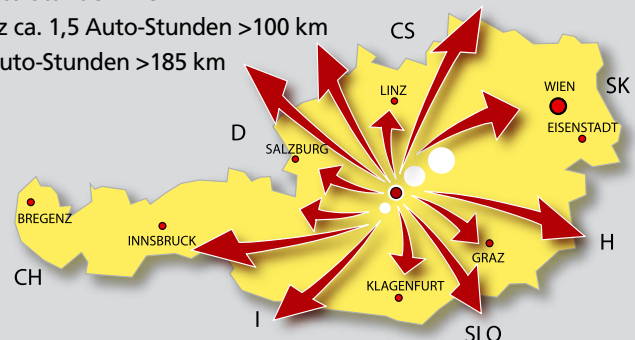 z ca. 1,5 Auto-Stunden >100 km
uto-Stunden >185 km
CS
SK
WIEN
LINZ
EISENSTADT
D
SALZBURG
BREGENZ
INNSBRUCK
H
GRAZ
CH
KLAGENFURT
I
SLO